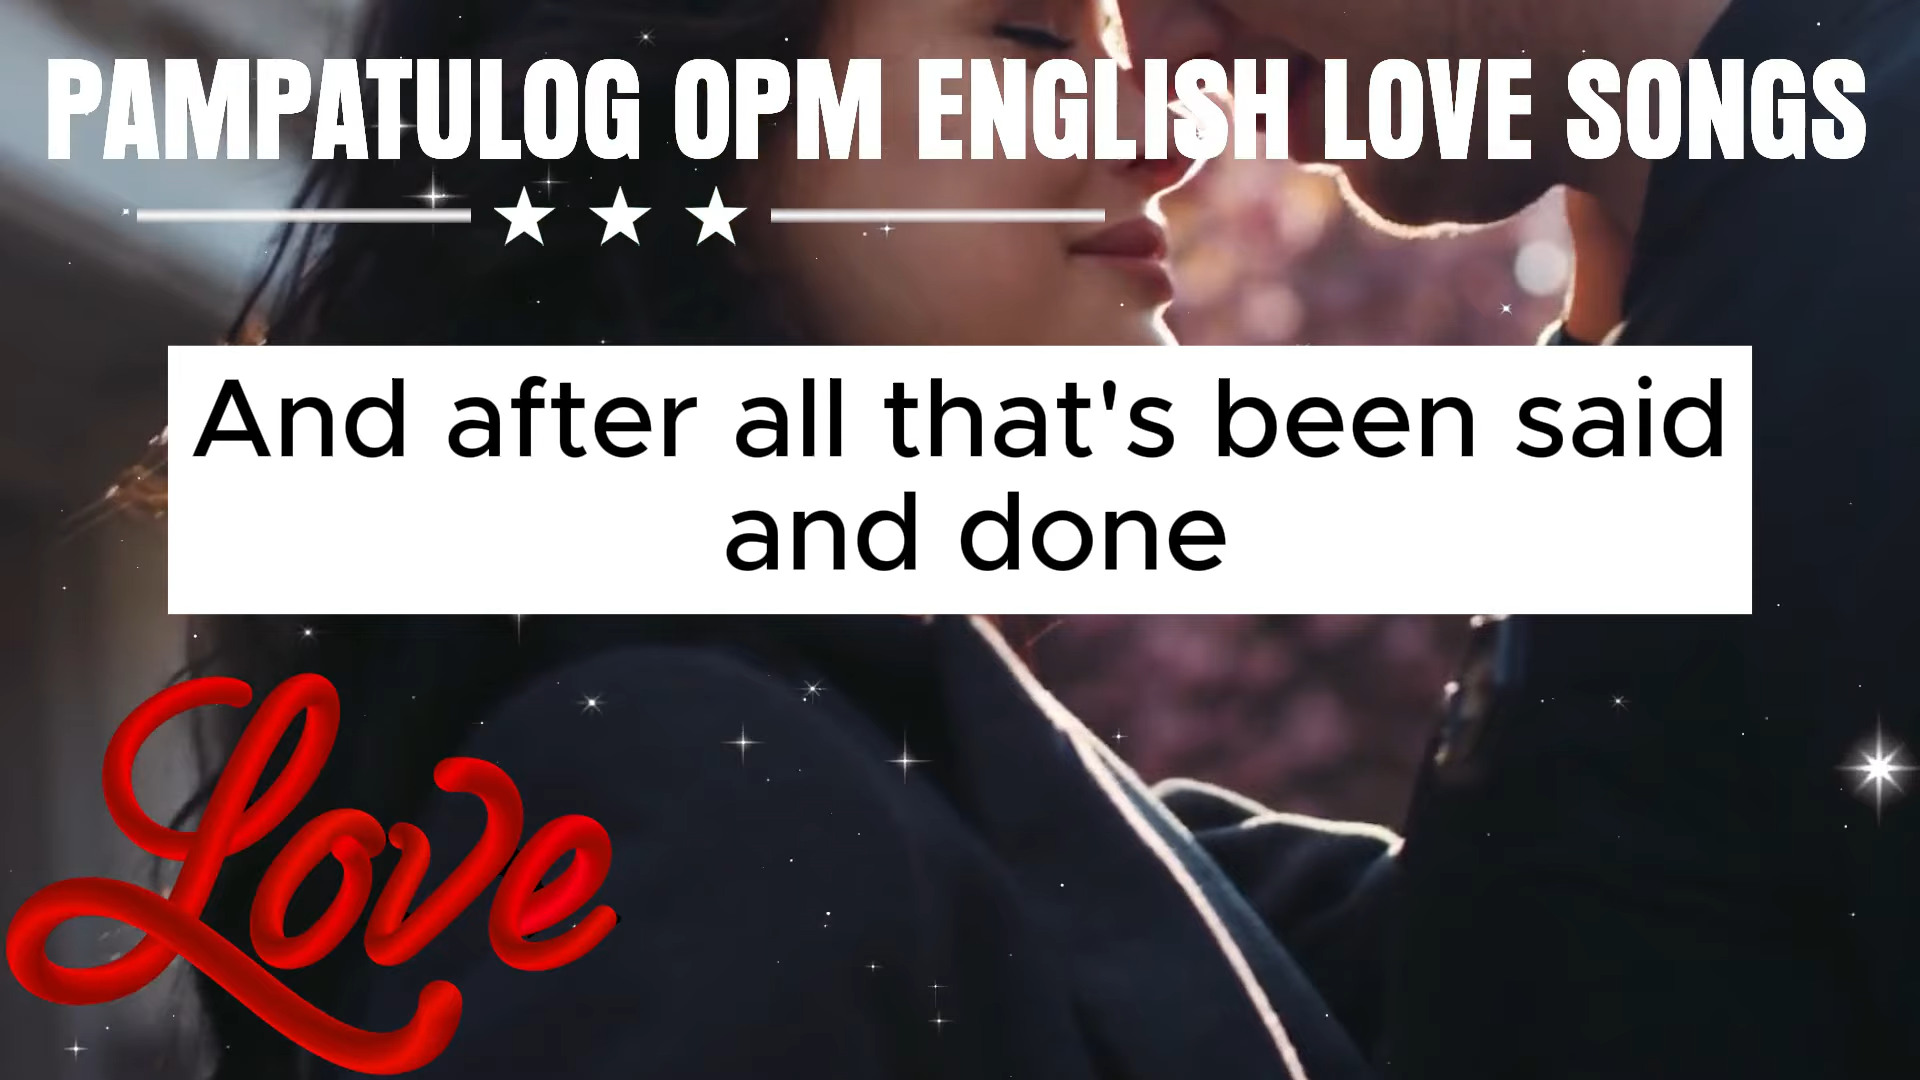 PAMPATULOG OPM ENGLISH LOVE SONGS
And after all that's been said
and done
Love